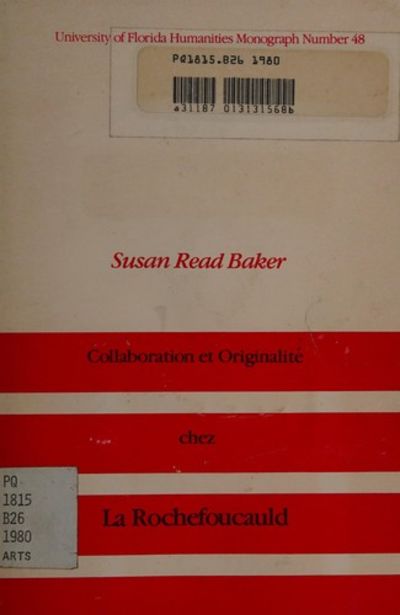 University of Florida Humanities Monograph Number 48
PQ1815.B26 1980
a31187 013131568b
Susan Read Baker
Collaboration et Originalité
chez
La Rochefoucauld
PQ
1815
B26
1980
ARTS